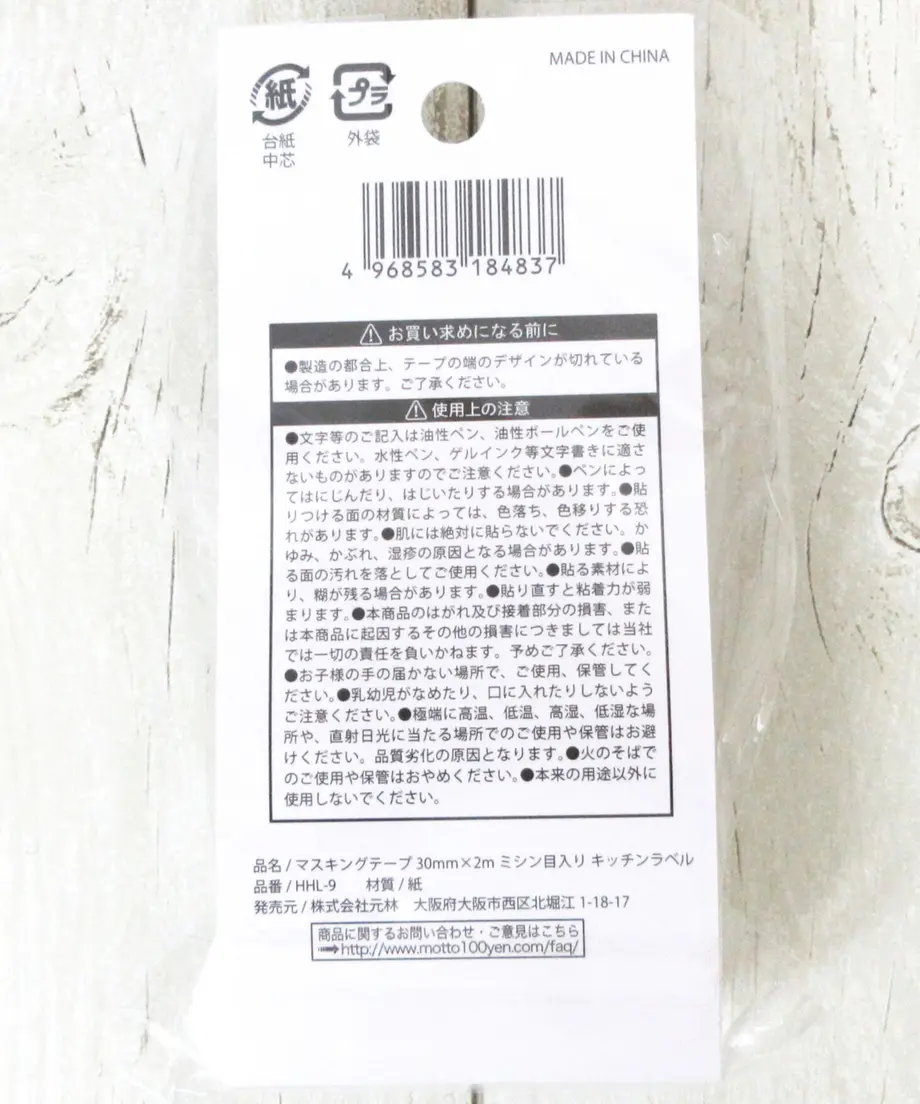 MADE IN CHINA
紙
プラ
台紙
中芯
外袋
4 968583 184837
お買い求めになる前に
●製造の都合上、テープの端のデザインが切れている
場合があります。ご了承ください。
使用上の注意
●文字等のご記入は油性ペン、油性ボールペンをご使
用ください。水性ペン、ゲルインク等文字書きに適さ
ないものがありますのでご注意ください。●ペンによっ
てはにじんだり、はじいたりする場合があります。●貼
りつける面の材質によっては、色落ち、色移りする恐
れがあります。●肌には絶対に貼らないでください。か
ゆみ、かぶれ、湿疹の原因となる場合があります。●貼
る面の汚れを落としてご使用ください。●貼る素材によ
り、糊が残る場合があります。●貼り直すと粘着力が弱
まります。●本商品のはがれ及び接着部分の損害、また
は本商品に起因するその他の損害につきましては当社
では一切の責任を負いかねます。予めご了承ください。
●お子様の手の届かない場所で、ご使用、保管してく
ださい。●乳幼児がなめたり、口に入れたりしないよう
ご注意ください。●極端に高温、低温、高湿、低湿な場
所や、直射日光に当たる場所でのご使用や保管はお避
けください。品質劣化の原因となります。●火のそばで
のご使用や保管はおやめください。●本来の用途以外に
使用しないでください。
品名 / マスキングテープ 30mm×2m ミシン目入り キッチンラベル
品番 / HHL-9 材質 / 紙
発売元 / 株式会社元林 大阪府大阪市西区北堀江 1-18-17
商品に関するお問い合わせ・ご意見はこちら
➡http://www.motto100yen.com/faq/